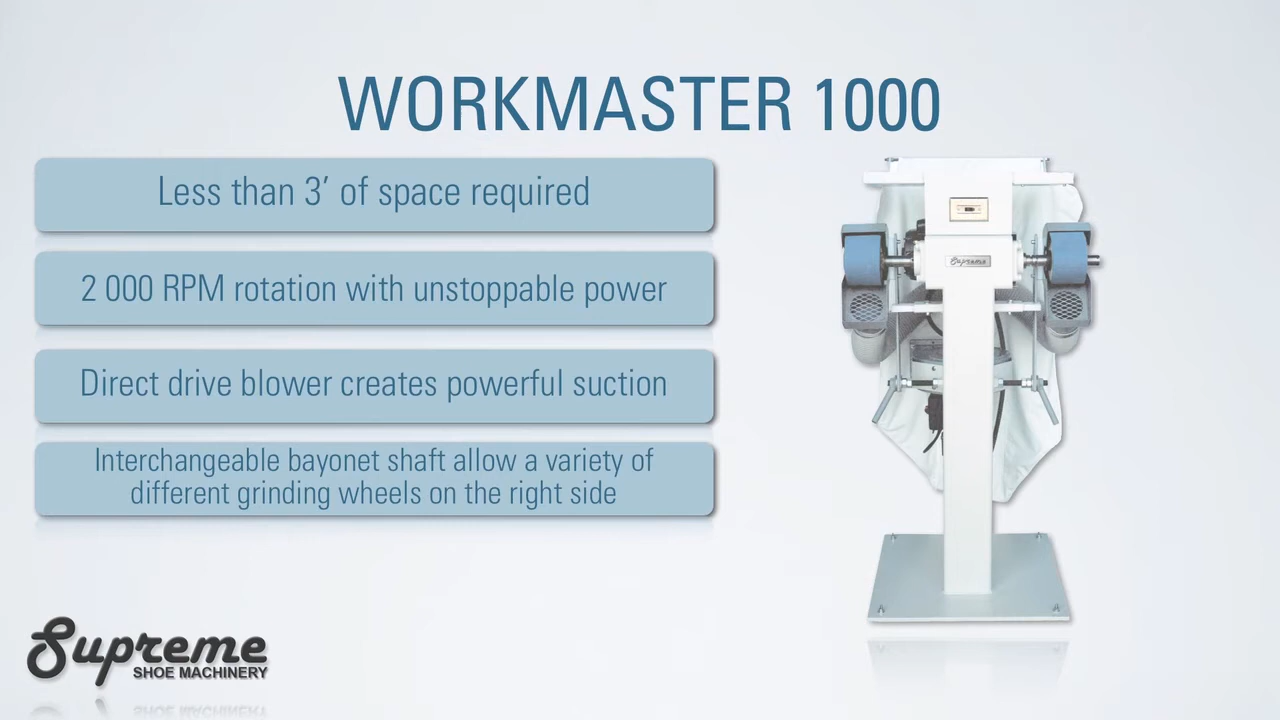 WORKMASTER 1000
Less than 3’ of space required
2 000 RPM rotation with unstoppable power
Direct drive blower creates powerful suction
Interchangeable bayonet shaft allow a variety of
different grinding wheels on the right side
Supreme
Supreme
SHOE MACHINERY